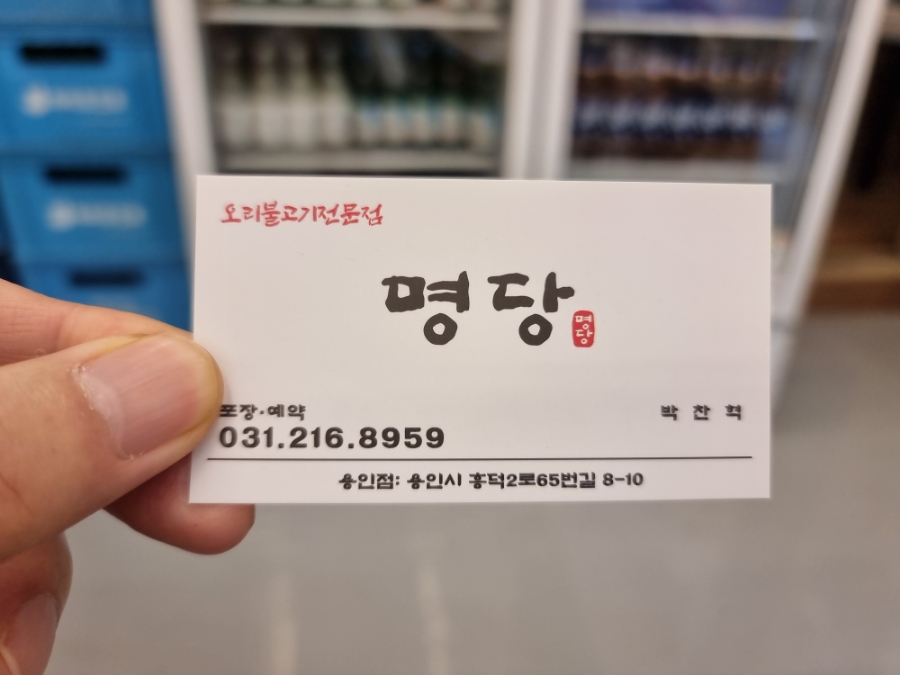 오리불고기전문점
명당
명당
포장·예약
박찬혁
031.216.8959
용인점: 용인시 흥덕2로65번길 8-10